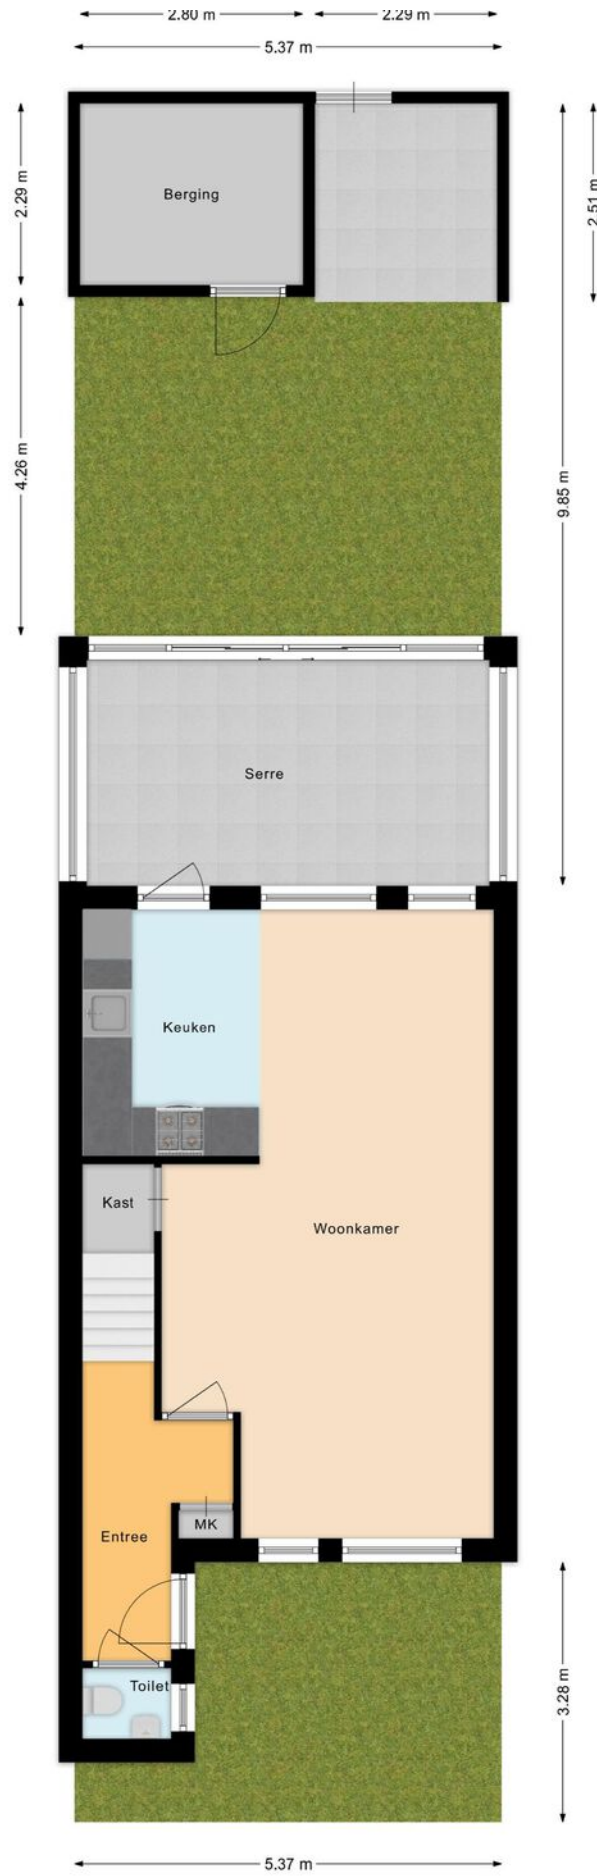 2.80 m
2.29 m
5.37 m
2.29 m
Berging
2.51 m
4.26 m
9.85 m
Serre
Keuken
Kast
Woonkamer
MK
Entree
Toilet
3.28 m
5.37 m